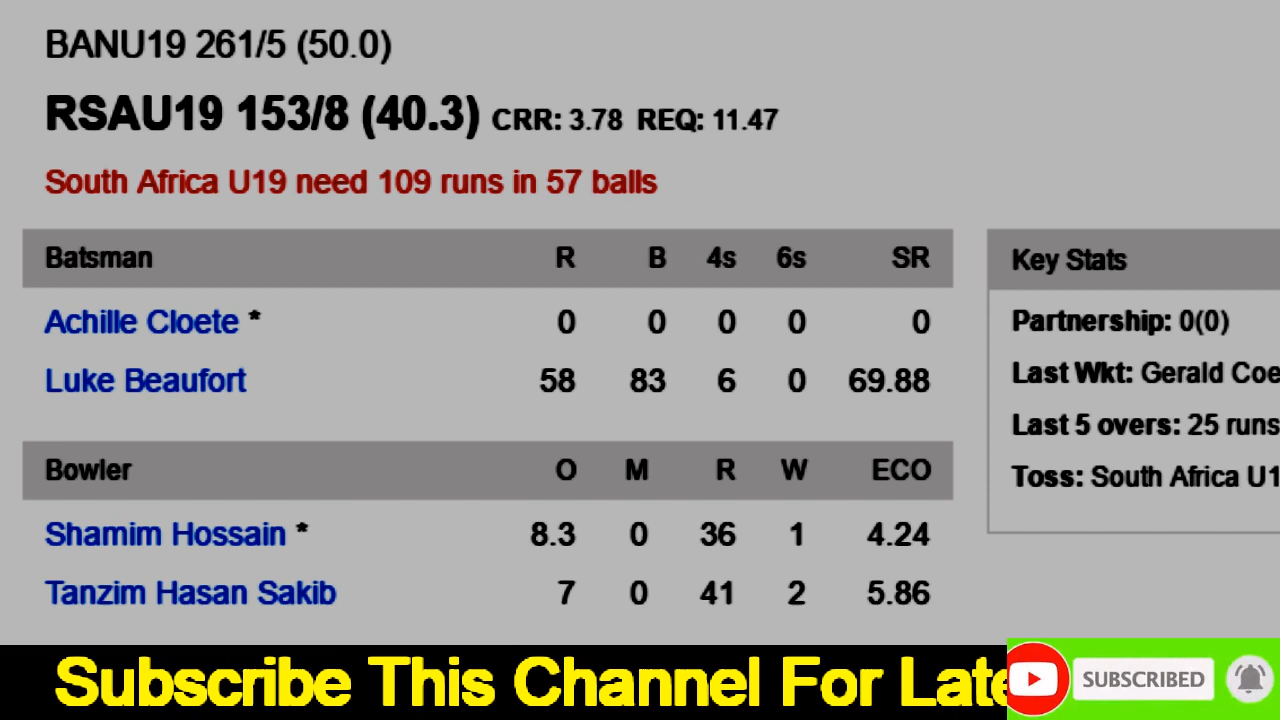 BANU19 261/5 (50.0)
RSAU19 153/8 (40.3) CRR: 3.78 REQ: 11.47
South Africa U19 need 109 runs in 57 balls
Batsman R B 4s 6s SR
Achille Cloete * 0 0 0 0 0
Luke Beaufort 58 83 6 0 69.88
Bowler O M R W ECO
Shamim Hossain * 8.3 0 36 1 4.24
Tanzim Hasan Sakib 7 0 41 2 5.86
Key Stats
Partnership: 0(0)
Last Wkt: Gerald Coe
Last 5 overs: 25 runs
Toss: South Africa U1
Subscribe This Channel For Late
SUBSCRIBED